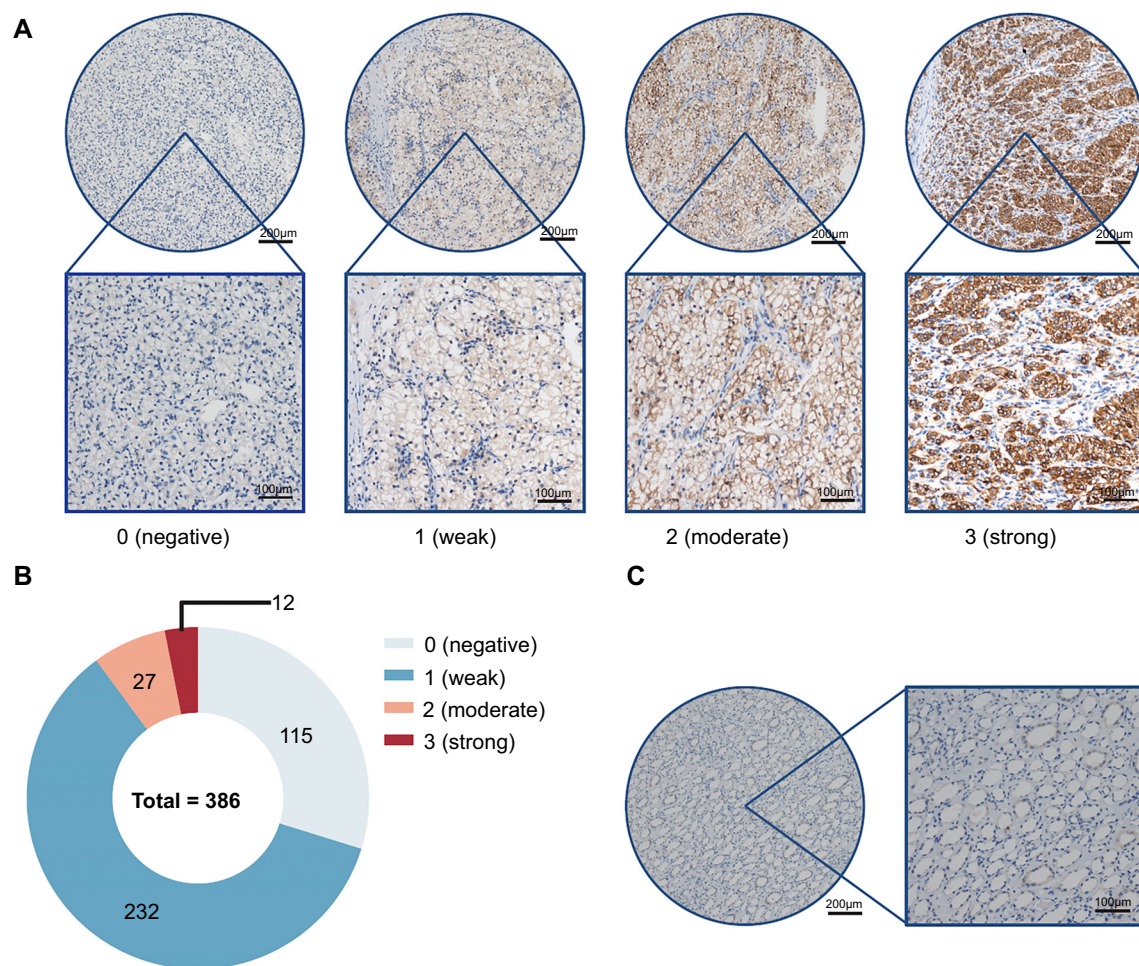 A
200µm
200µm
200µm
200µm
100µm
100µm
100µm
100µm
0 (negative)
1 (weak)
2 (moderate)
3 (strong)
B
12
27
115
Total = 386
232
0 (negative)
1 (weak)
2 (moderate)
3 (strong)
C
200µm
100µm